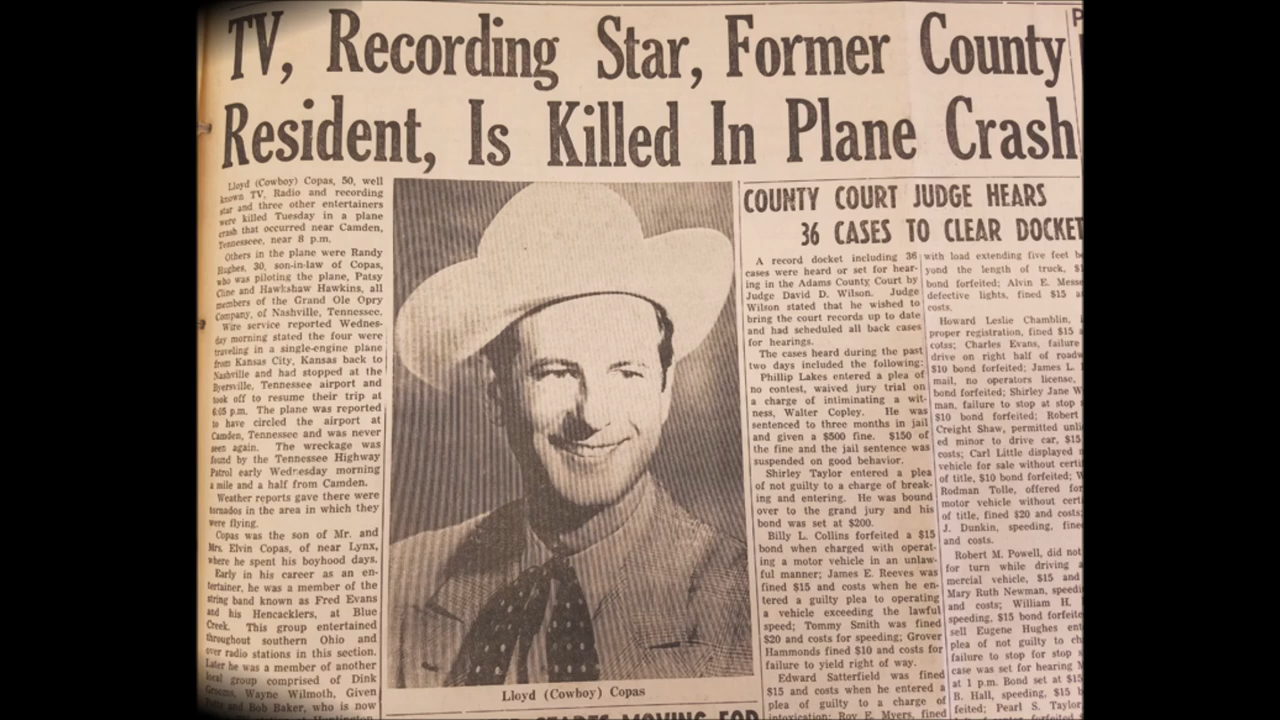 TV, Recording Star, Former County
Resident, Is Killed In Plane Crash
Lloyd (Cowboy) Copas, 50, well
known TV, Radio and recording
star and three other entertainers
were killed Tuesday in a plane
crash that occurred near Camden,
Tennessee, near 8 p.m.
Others in the plane were Randy
Hughes, 30, son-in-law of Copas,
who was piloting the plane, Patsy
Cline and Hawkshaw Hawkins, all
members of the Grand Ole Opry
Company, of Nashville, Tennessee.
Wire service reported Wednes-
day morning stated the four were
traveling in a single-engine plane
from Kansas City, Kansas back to
Nashville and had stopped at the
Byersville, Tennessee airport and
took off to resume their trip at
6:05 p.m. The plane was reported
to have circled the airport at
Camden, Tennessee and was never
seen again. The wreckage was
found by the Tennessee Highway
Patrol early Wednesday morning
a mile and a half from Camden.
Weather reports gave there were
tornados in the area in which they
were flying.
Copas was the son of Mr. and
Mrs. Elvin Copas, of near Lynx,
where he spent his boyhood days.
Early in his career as an en-
tertainer, he was a member of the
string band known as Fred Evans
and his Hencacklers, at Blue
Creek. This group entertained
throughout southern Ohio and
over radio stations in this section.
Later he was a member of another
local group comprised of Dink
Wayne Wilmoth, Given
and Bob Baker, who is now
Lloyd (Cowboy) Copas
COUNTY COURT JUDGE HEARS
36 CASES TO CLEAR DOCKET
A record docket including 36
cases were heard or set for hear-
ing in the Adams County Court by
Judge David D. Wilson. Judge
Wilson stated that he wished to
bring the court records up to date
and had scheduled all back cases
for hearings.
The cases heard during the past
two days included the following:
Phillip Lakes entered a plea of
no contest, waived jury trial on
a charge of intiminating a wit-
ness, Walter Copley. He was
sentenced to three months in jail
and given a $500 fine. $150 of
the fine and the jail sentence was
suspended on good behavior.
Shirley Taylor entered a plea
of not guilty to a charge of break-
ing and entering. He was bound
over to the grand jury and his
bond was set at $200.
Billy L. Collins forfeited a $15
bond when charged with operat-
ing a motor vehicle in an unlaw-
ful manner; James E. Reeves was
fined $15 and costs when he en-
tered a guilty plea to operating
a vehicle exceeding the lawful
speed; Tommy Smith was fined
$20 and costs for speeding; Grover
Hammonds fined $10 and costs for
failure to yield right of way.
Edward Satterfield was fined
$15 and costs when he entered a
plea of guilty to a charge of
intoxication; Roy E. Myers, fined
with load extending five feet be
yond the length of truck,
bond forfeited; Alvin E. Messe
defective lights, fined $15 a
costs.
Howard Leslie Chamblin, i
proper registration, fined $15
cotss; Charles Evans, failure
drive on right half of roadw
$10 bond forfeited; James L.
mail, no operators license,
bond forfeited; Shirley Jane W
man, failure to stop at stop
$10 bond forfeited; Robert
Creight Shaw, permitted unli
ed minor to drive car, $15
costs; Carl Little displayed
vehicle for sale without certi
of title, $10 bond forfeited; W
Rodman Tolle, offered for
motor vehicle without cert
of title, fined $20 and costs;
J. Dunkin, speeding, fine
and costs.
Robert M. Powell, did not
for turn while driving a
mercial vehicle, $15 and
Mary Ruth Newman, speedi
and costs; William H.
speeding, $15 bond forfeite
sell Eugene Hughes ent
plea of not guilty to ch
failure to stop for stop s
case was set for hearing M
at 1 p.m. Bond set at $15
B. Hall, speeding, $15 b
feited; Pearl S. Taylor